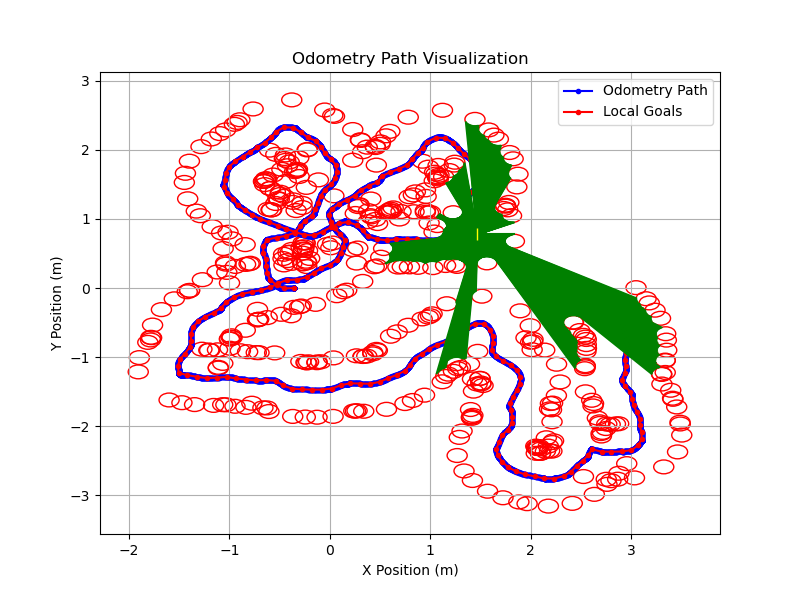 Odometry Path Visualization
Odometry Path
Local Goals
Y Position (m)
3
2
1
0
−1
−2
−3
−2
−1
0
1
2
3
X Position (m)